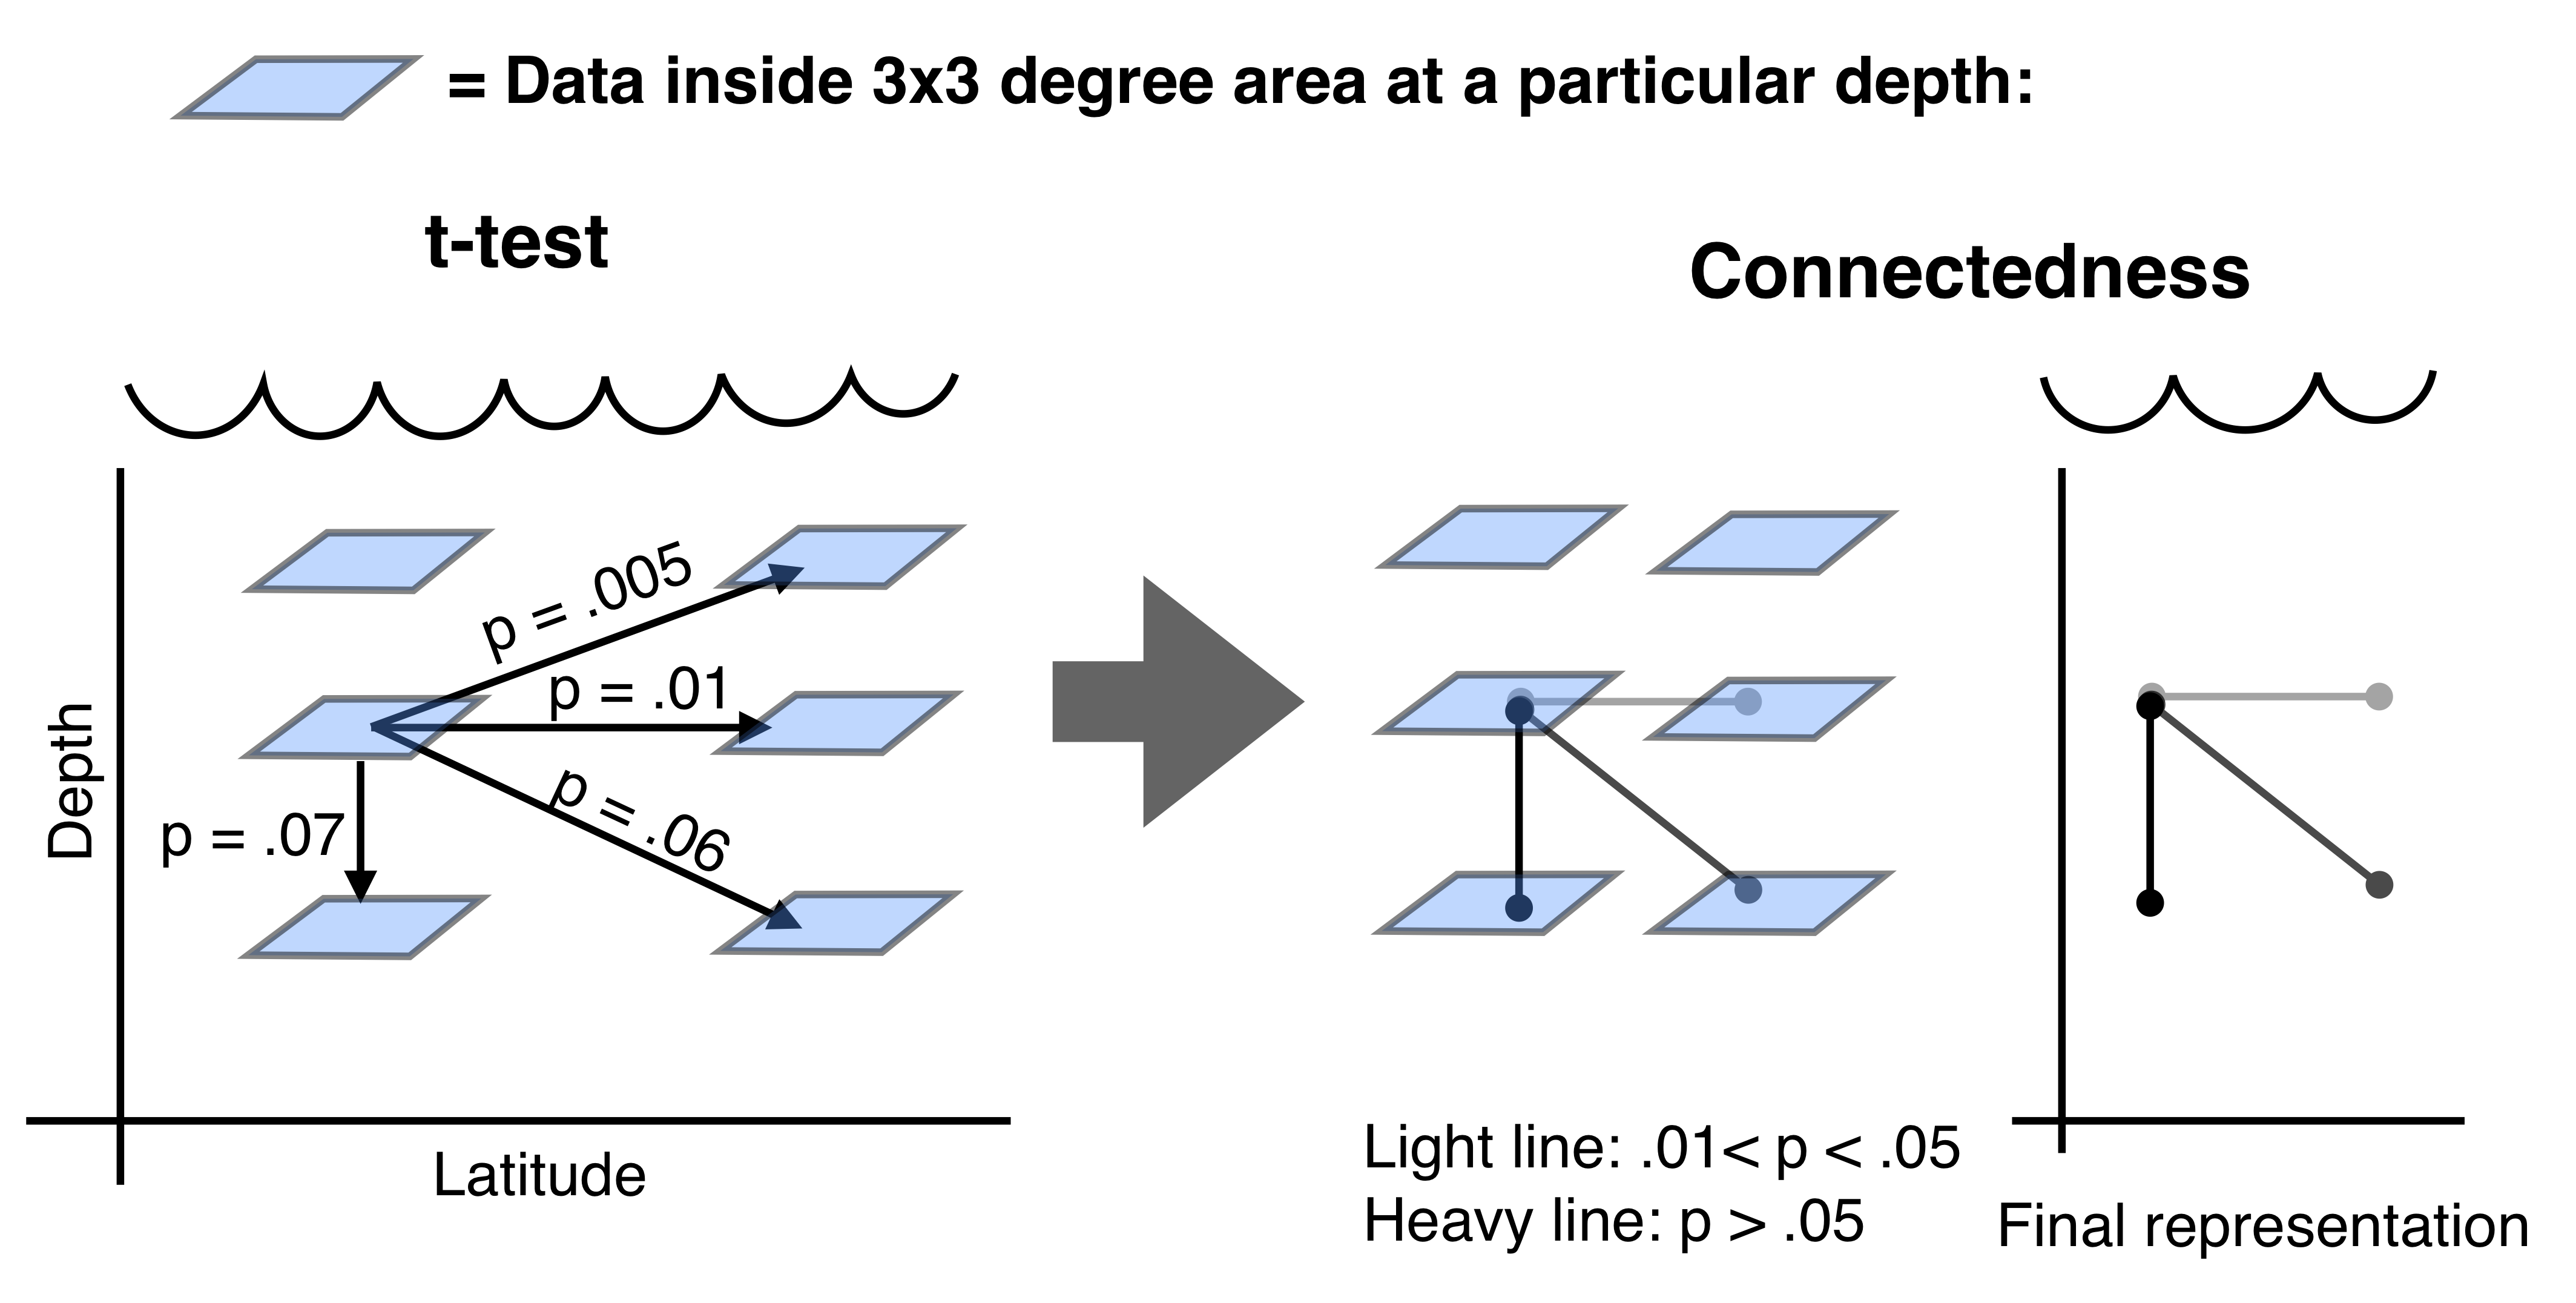 = Data inside 3x3 degree area at a particular depth:
t-test
Connectedness
p = .005
p = .01
p = .06
p = .07
Depth
Latitude
Light line: .01< p < .05
Heavy line: p > .05
Final representation